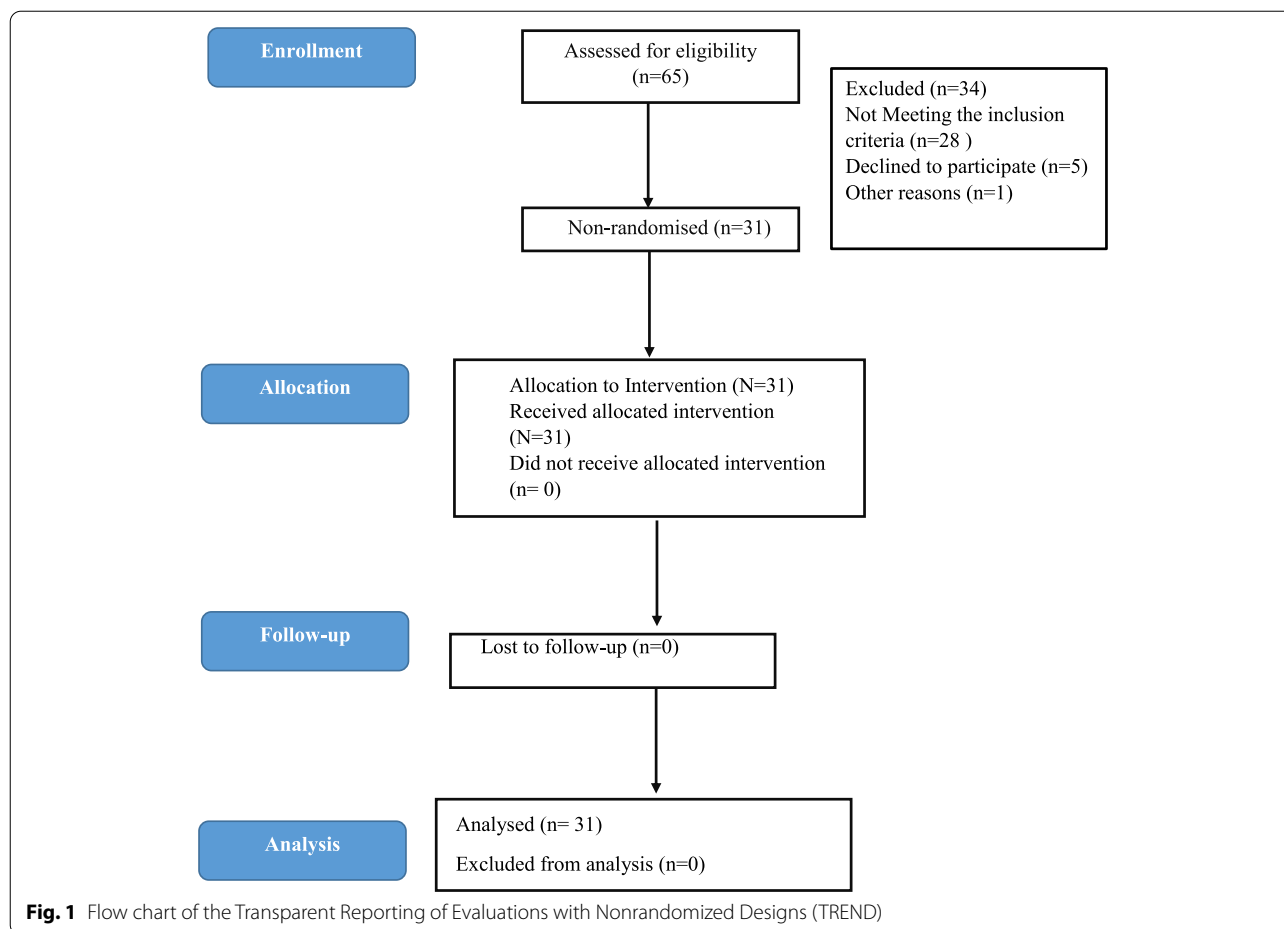 Enrollment
Assessed for eligibility
(n=65)
Excluded (n=34)
Not Meeting the inclusion
criteria (n=28 )
Declined to participate (n=5)
Other reasons (n=1)
Non-randomised (n=31)
Allocation
Allocation to Intervention (N=31)
Received allocated intervention
(N=31)
Did not receive allocated intervention
(n= 0)
Follow-up
Lost to follow-up (n=0)
Analysis
Analysed (n= 31)
Excluded from analysis (n=0)
Fig. 1 Flow chart of the Transparent Reporting of Evaluations with Nonrandomized Designs (TREND)